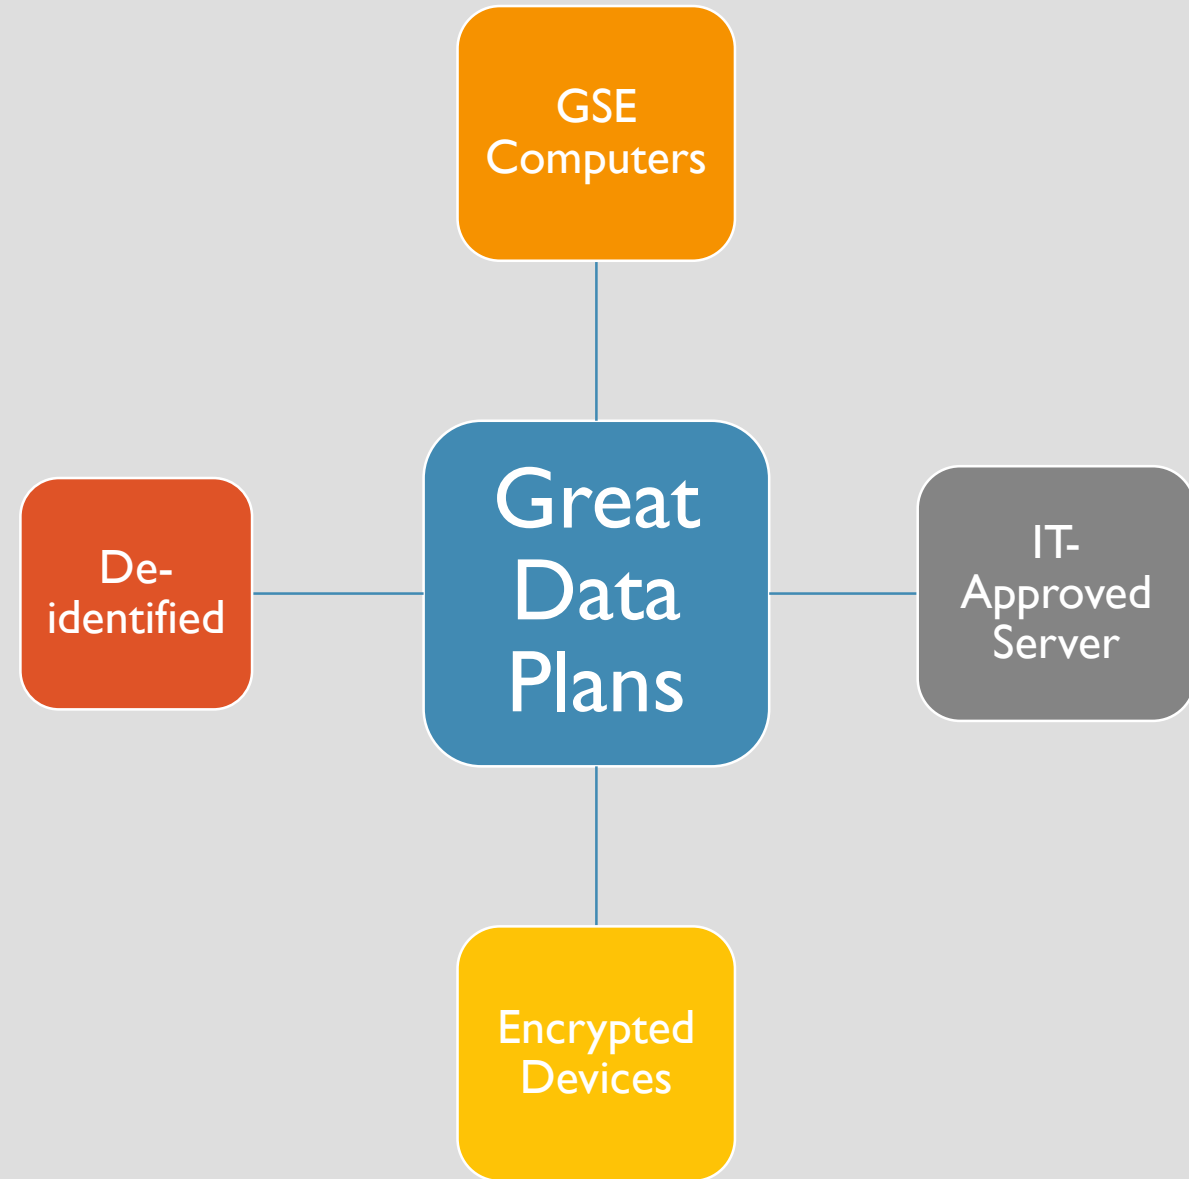 GSE
Computers
Great
Data
Plans
De-
identified
IT-
Approved
Server
Encrypted
Devices